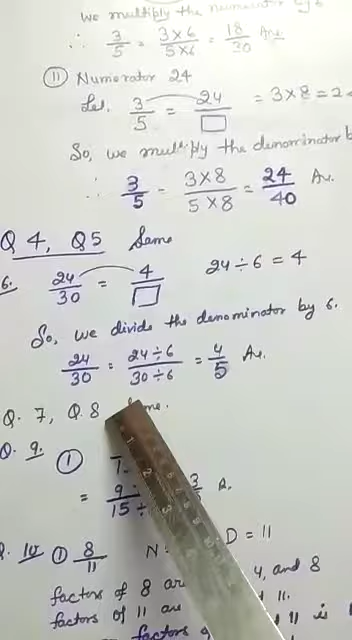 we multiply the numerator by 6
∴ 3/5 = 3×6/5×6 = 18/30 Ans.
(ii) Numerator 24
Let, 3/5 = 24/□ = 3×8=2
So, we multiply the denominator b
∴ 3/5 = 3×8/5×8 = 24/40 Ans.
Q 4, Q5 Same
6. 24/30 = 4/□ 24÷6=4
So, we divide the denominator by 6.
24/30 = 24÷6/30÷6 = 4/5 Ans.
Q. 7, Q.8
Q. 9. (i)
= 9/15÷ 3
Q. 10 (i) 8/11 N: D = 11
factors of 8 are 4, and 8
factors of 11 are 11.
factors 11 is